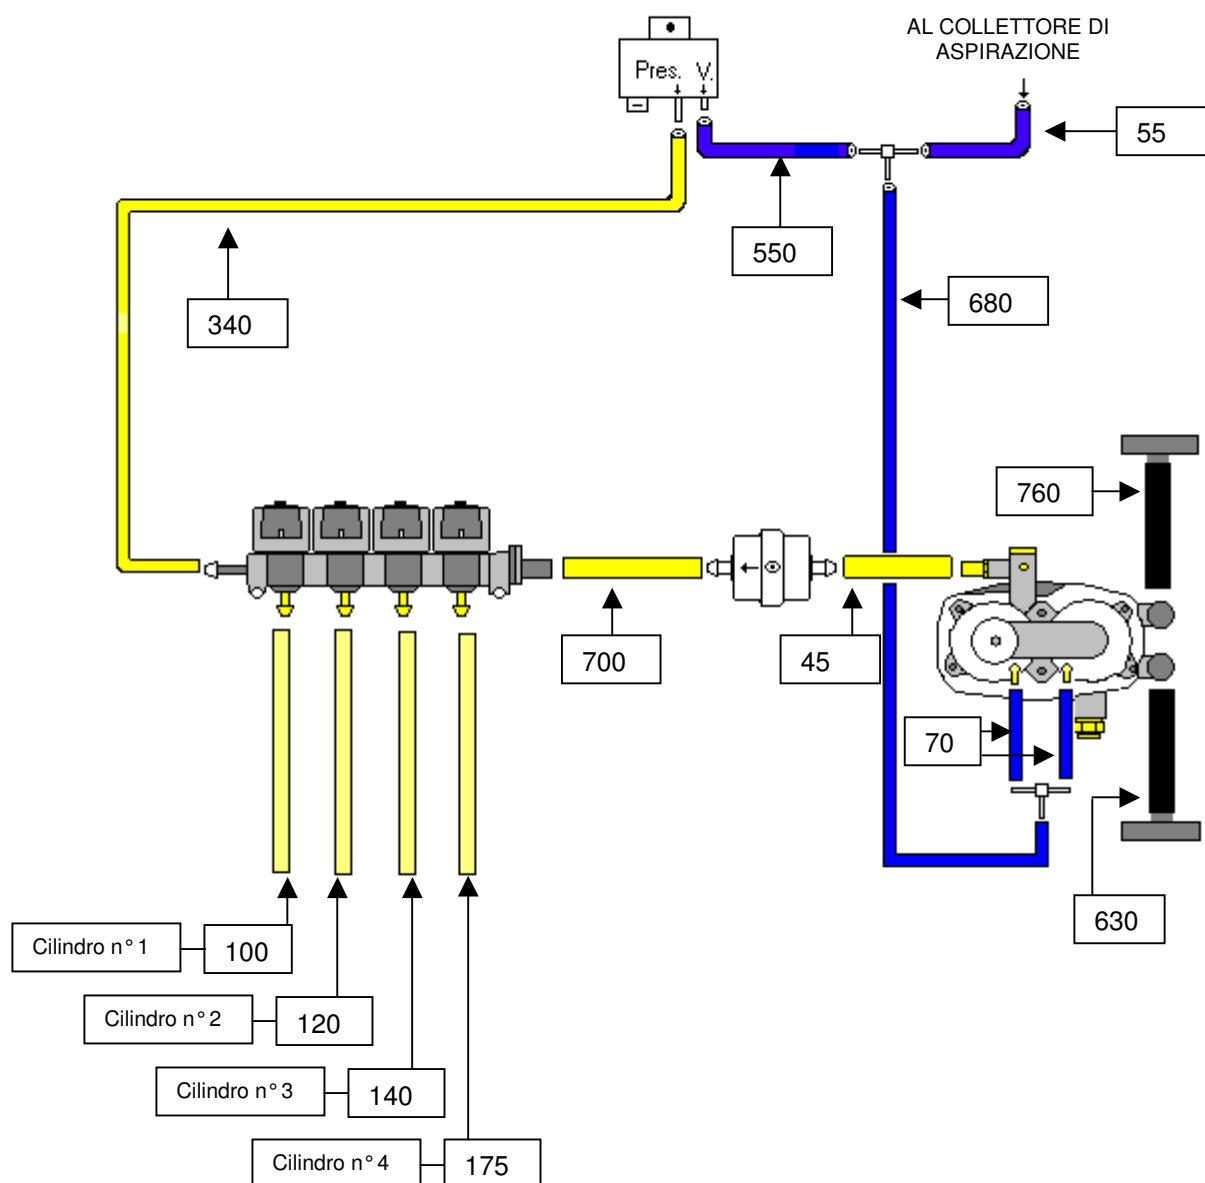 AL COLLETTORE DI
ASPIRAZIONE
Pres. V.
55
550
680
340
760
700
45
70
630
Cilindro n°1
100
Cilindro n°2
120
Cilindro n°3
140
Cilindro n°4
175